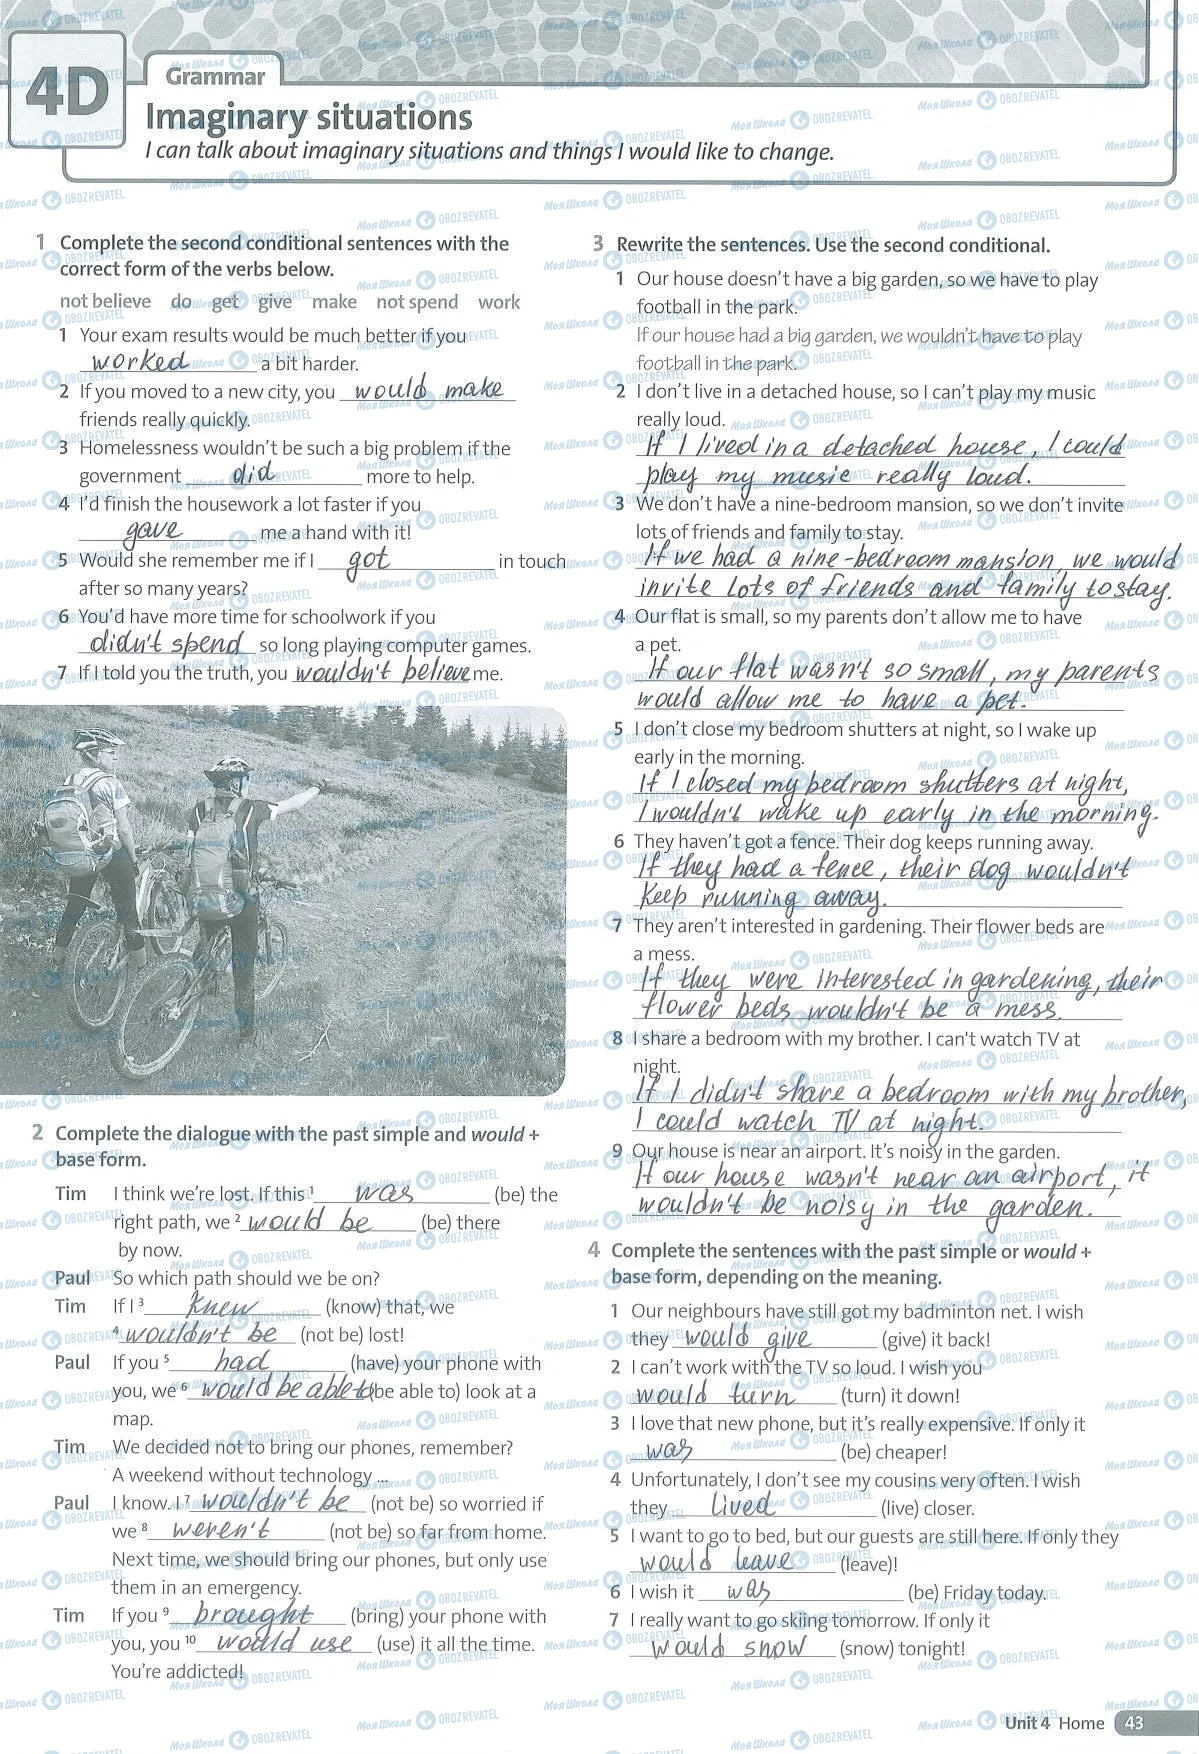 4D
Grammar
Imaginary situations
I can talk about imaginary situations and things I would like to change.
1 Complete the second conditional sentences with the
correct form of the verbs below.
not believe do get give make not spend work
1 Your exam results would be much better if you
worked a bit harder.
2 If you moved to a new city, you would make
friends really quickly.
3 Homelessness wouldn't be such a big problem if the
government did more to help.
4 I'd finish the housework a lot faster if you
gave me a hand with it!
5 Would she remember me if I got in touch
after so many years?
6 You'd have more time for schoolwork if you
didn't spend so long playing computer games.
7 If I told you the truth, you wouldn't believe me.
2 Complete the dialogue with the past simple and would +
base form.
Tim I think we're lost. If this 1 was (be) the
right path, we 2 would be (be) there
by now.
Paul So which path should we be on?
Tim If I 3 knew (know) that, we
4 wouldn't be (not be) lost!
Paul If you 5 had (have) your phone with
you, we 6 would be able to (be able to) look at a
map.
Tim We decided not to bring our phones, remember?
A weekend without technology ...
Paul I know. I 7 wouldn't be (not be) so worried if
we 8 weren't (not be) so far from home.
Next time, we should bring our phones, but only use
them in an emergency.
Tim If you 9 brought (bring) your phone with
you, you 10 would use (use) it all the time.
You're addicted!
3 Rewrite the sentences. Use the second conditional.
1 Our house doesn't have a big garden, so we have to play
football in the park.
If our house had a big garden, we wouldn't have to play
football in the park.
2 I don't live in a detached house, so I can't play my music
really loud.
If I lived in a detached house, I could
play my music really loud.
3 We don't have a nine-bedroom mansion, so we don't invite
lots of friends and family to stay.
If we had a nine-bedroom mansion, we would
invite lots of friends and family to stay.
4 Our flat is small, so my parents don't allow me to have
a pet.
If our flat wasn't so small, my parents
would allow me to have a pet.
5 I don't close my bedroom shutters at night, so I wake up
early in the morning.
If I closed my bedroom shutters at night,
I wouldn't wake up early in the morning.
6 They haven't got a fence. Their dog keeps running away.
If they had a fence, their dog wouldn't
keep running away.
7 They aren't interested in gardening. Their flower beds are
a mess.
If they were interested in gardening, their
flower beds wouldn't be a mess.
8 I share a bedroom with my brother. I can't watch TV at
night.
If I didn't share a bedroom with my brother,
I could watch TV at night.
9 Our house is near an airport. It's noisy in the garden.
If our house wasn't near an airport, it
wouldn't be noisy in the garden.
4 Complete the sentences with the past simple or would +
base form, depending on the meaning.
1 Our neighbours have still got my badminton net. I wish
they would give (give) it back!
2 I can't work with the TV so loud. I wish you
would turn (turn) it down!
3 I love that new phone, but it's really expensive. If only it
was (be) cheaper!
4 Unfortunately, I don't see my cousins very often. I wish
they lived (live) closer.
5 I want to go to bed, but our guests are still here. If only they
would leave (leave)!
6 I wish it was (be) Friday today.
7 I really want to go skiing tomorrow. If only it
would snow (snow) tonight!
Unit 4 Home 43
Моя Школа OBOZREVATEL